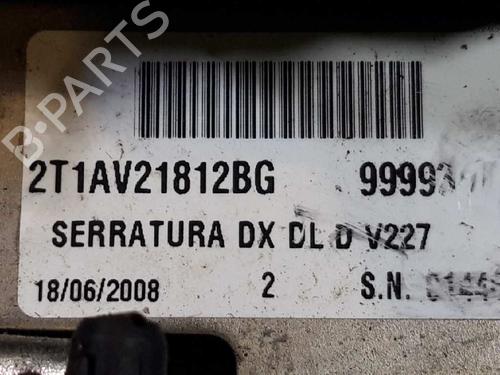 B-PARTS
2T1AV21812BG
SERRATURA DX DL D V227
18/06/2008 2 S.N.